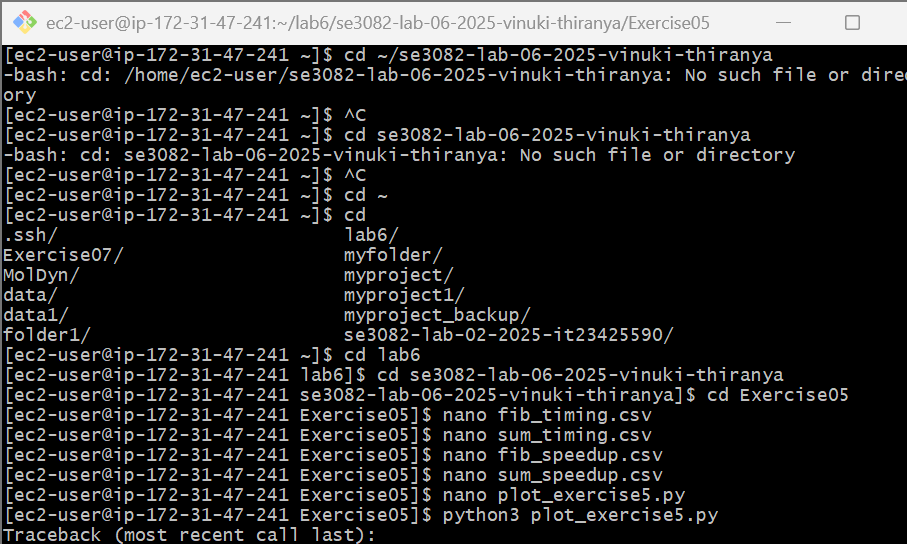 ec2-user@ip-172-31-47-241:~/lab6/se3082-lab-06-2025-vinuki-thiranya/Exercise05
[ec2-user@ip-172-31-47-241 ~]$ cd ~/se3082-lab-06-2025-vinuki-thiranya
-bash: cd: /home/ec2-user/se3082-lab-06-2025-vinuki-thiranya: No such file or direc
ory
[ec2-user@ip-172-31-47-241 ~]$ ^C
[ec2-user@ip-172-31-47-241 ~]$ cd se3082-lab-06-2025-vinuki-thiranya
-bash: cd: se3082-lab-06-2025-vinuki-thiranya: No such file or directory
[ec2-user@ip-172-31-47-241 ~]$ ^C
[ec2-user@ip-172-31-47-241 ~]$ cd ~
[ec2-user@ip-172-31-47-241 ~]$ cd
.ssh/ lab6/
Exercise07/ myfolder/
MolDyn/ myproject/
data/ myproject1/
data1/ myproject_backup/
folder1/ se3082-lab-02-2025-it23425590/
[ec2-user@ip-172-31-47-241 ~]$ cd lab6
[ec2-user@ip-172-31-47-241 lab6]$ cd se3082-lab-06-2025-vinuki-thiranya
[ec2-user@ip-172-31-47-241 se3082-lab-06-2025-vinuki-thiranya]$ cd Exercise05
[ec2-user@ip-172-31-47-241 Exercise05]$ nano fib_timing.csv
[ec2-user@ip-172-31-47-241 Exercise05]$ nano sum_timing.csv
[ec2-user@ip-172-31-47-241 Exercise05]$ nano fib_speedup.csv
[ec2-user@ip-172-31-47-241 Exercise05]$ nano sum_speedup.csv
[ec2-user@ip-172-31-47-241 Exercise05]$ nano plot_exercise5.py
[ec2-user@ip-172-31-47-241 Exercise05]$ python3 plot_exercise5.py
Traceback (most recent call last):